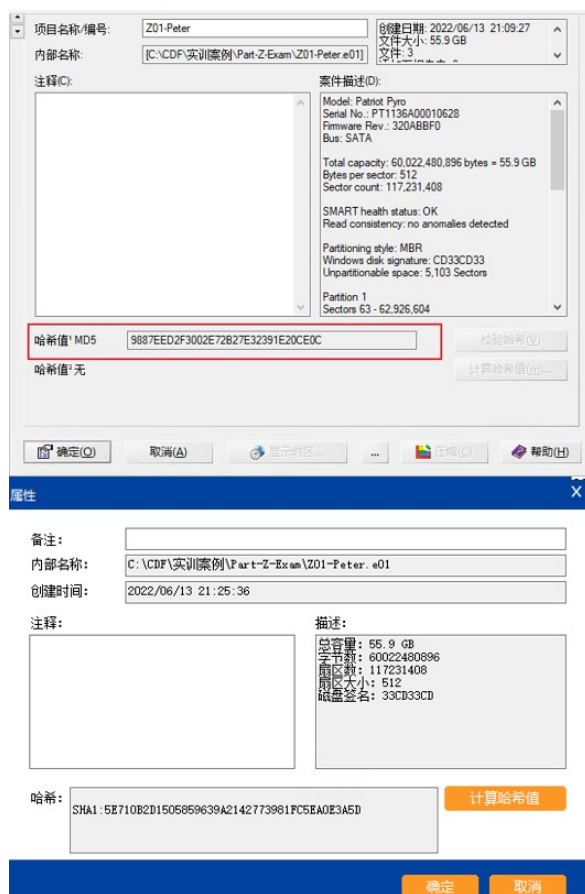 项目名称/编号:
Z01-Peter
创建日期: 2022/06/13 21:09:27
文件大小: 55.9 GB
文件: 3
内部名称:
[C:\CDF\实训案例\Part-Z-Exam\Z01-Peter.e01]
注释(C):
案件描述(D):
Model: Patriot Pyro
Serial No.: PT1136A00010628
Firmware Rev.: 320ABBF0
Bus: SATA
Total capacity: 60,022,480,896 bytes = 55.9 GB
Bytes per sector: 512
Sector count: 117,231,408
SMART health status: OK
Read consistency: no anomalies detected
Partitioning style: MBR
Windows disk signature: CD33CD33
Unpartitionable space: 5,103 Sectors
Partition 1
Sectors 63 - 62,926,604
哈希值¹ MD5
9887EED2F3002E72B27E32391E20CE0C
校验哈希(V)
哈希值² 无
计算哈希值(m)...
确定(O)
取消(A)
显示时区...
...
压缩(C)
帮助(H)
属性
X
备注:
内部名称:
C:\CDF\实训案例\Part-Z-Exam\Z01-Peter.e01
创建时间:
2022/06/13 21:25:36
注释:
描述:
总容量: 55.9 GB
字节数: 60022480896
扇区数: 117231408
扇区大小: 512
磁盘签名: 33CD33CD
哈希:
SHA1:5E710B2D1505859639A2142773981FC5EA0E3A5D
计算哈希值
确定
取消